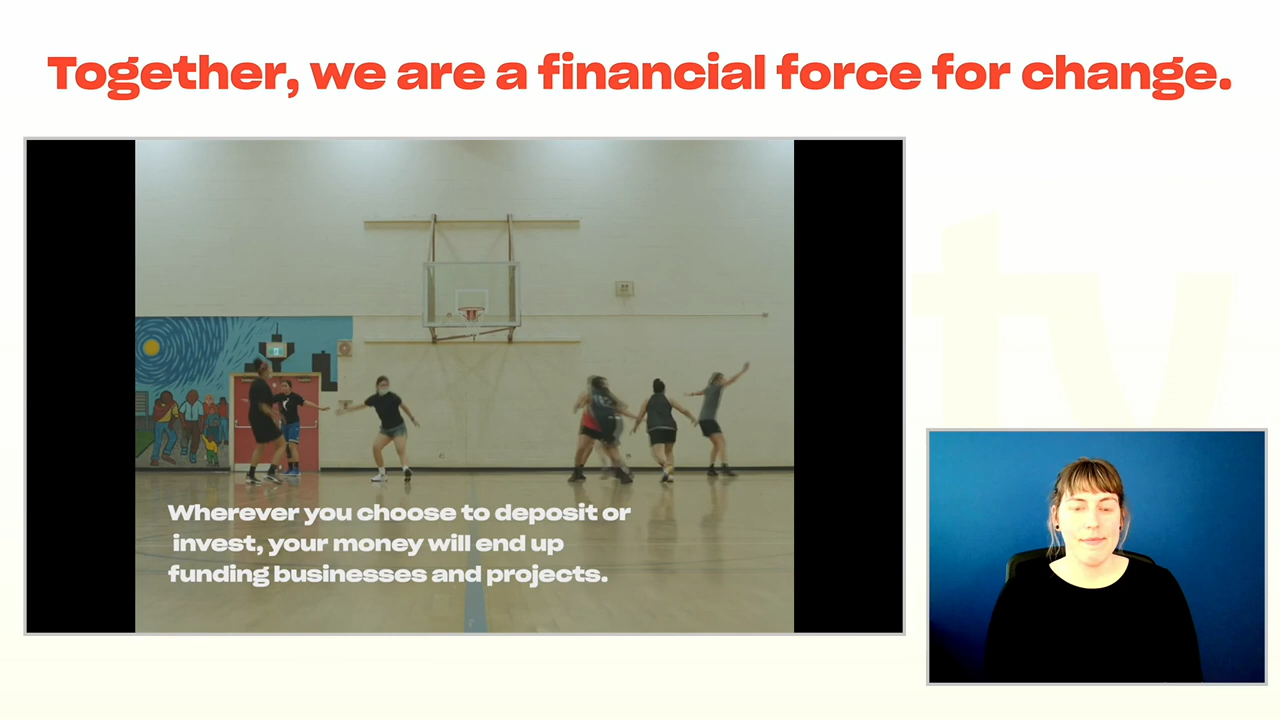 Together, we are a financial force for change.
tv
Wherever you choose to deposit or
invest, your money will end up
funding businesses and projects.